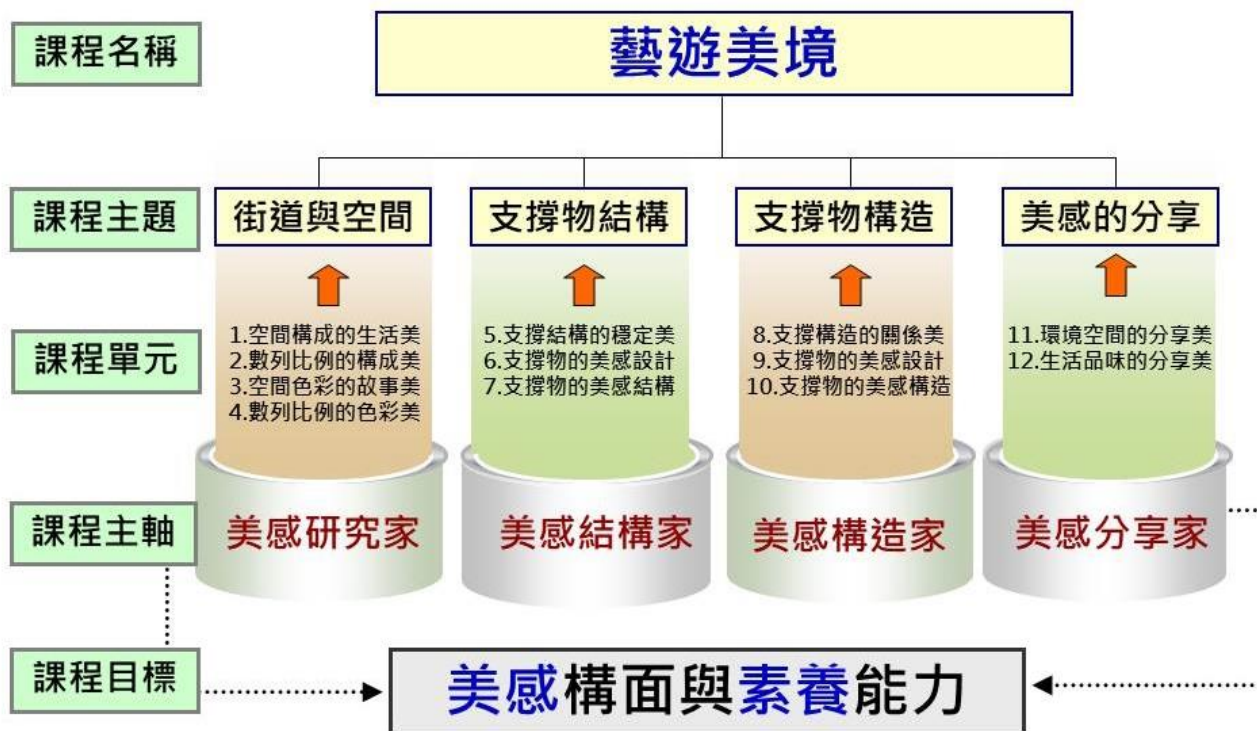 課程名稱
藝遊美境
課程主題
街道與空間
支撐物結構
支撐物構造
美感的分享
課程單元
1.空間構成的生活美
2.數列比例的構成美
3.空間色彩的故事美
4.數列比例的色彩美
5.支撐結構的穩定美
6.支撐物的美感設計
7.支撐物的美感結構
8.支撐構造的關係美
9.支撐物的美感設計
10.支撐物的美感構造
11.環境空間的分享美
12.生活品味的分享美
課程主軸
美感研究家
美感結構家
美感構造家
美感分享家
課程目標
美感構面與素養能力